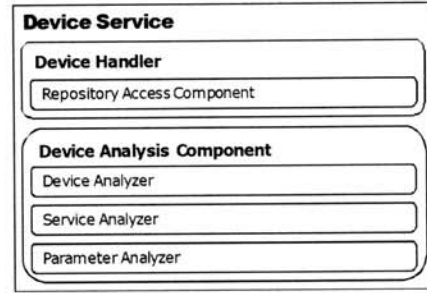 Device Service
Device Handler
Repository Access Component
Device Analysis Component
Device Analyzer
Service Analyzer
Parameter Analyzer